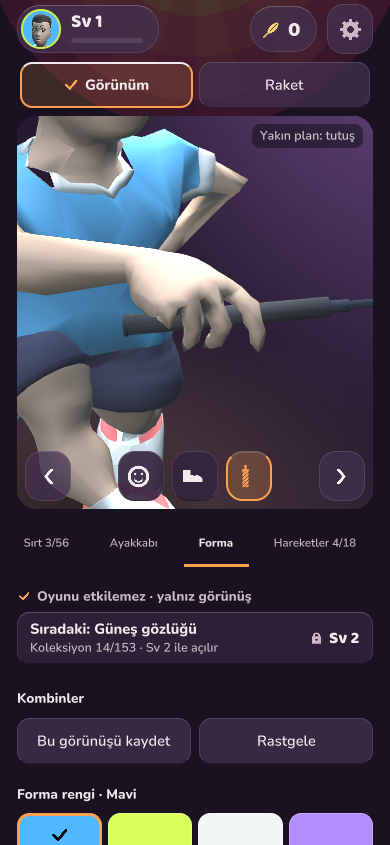 Sv 1
0
Görünüm
Raket
Yakın plan: tutuş
Sırt 3/56
Ayakkabı
Forma
Hareketler 4/18
Oyunu etkilemez · yalnız görünüş
Sıradaki: Güneş gözlüğü
Koleksiyon 14/153 · Sv 2 ile açılır
Sv 2
Kombinler
Bu görünüşü kaydet
Rastgele
Forma rengi · Mavi